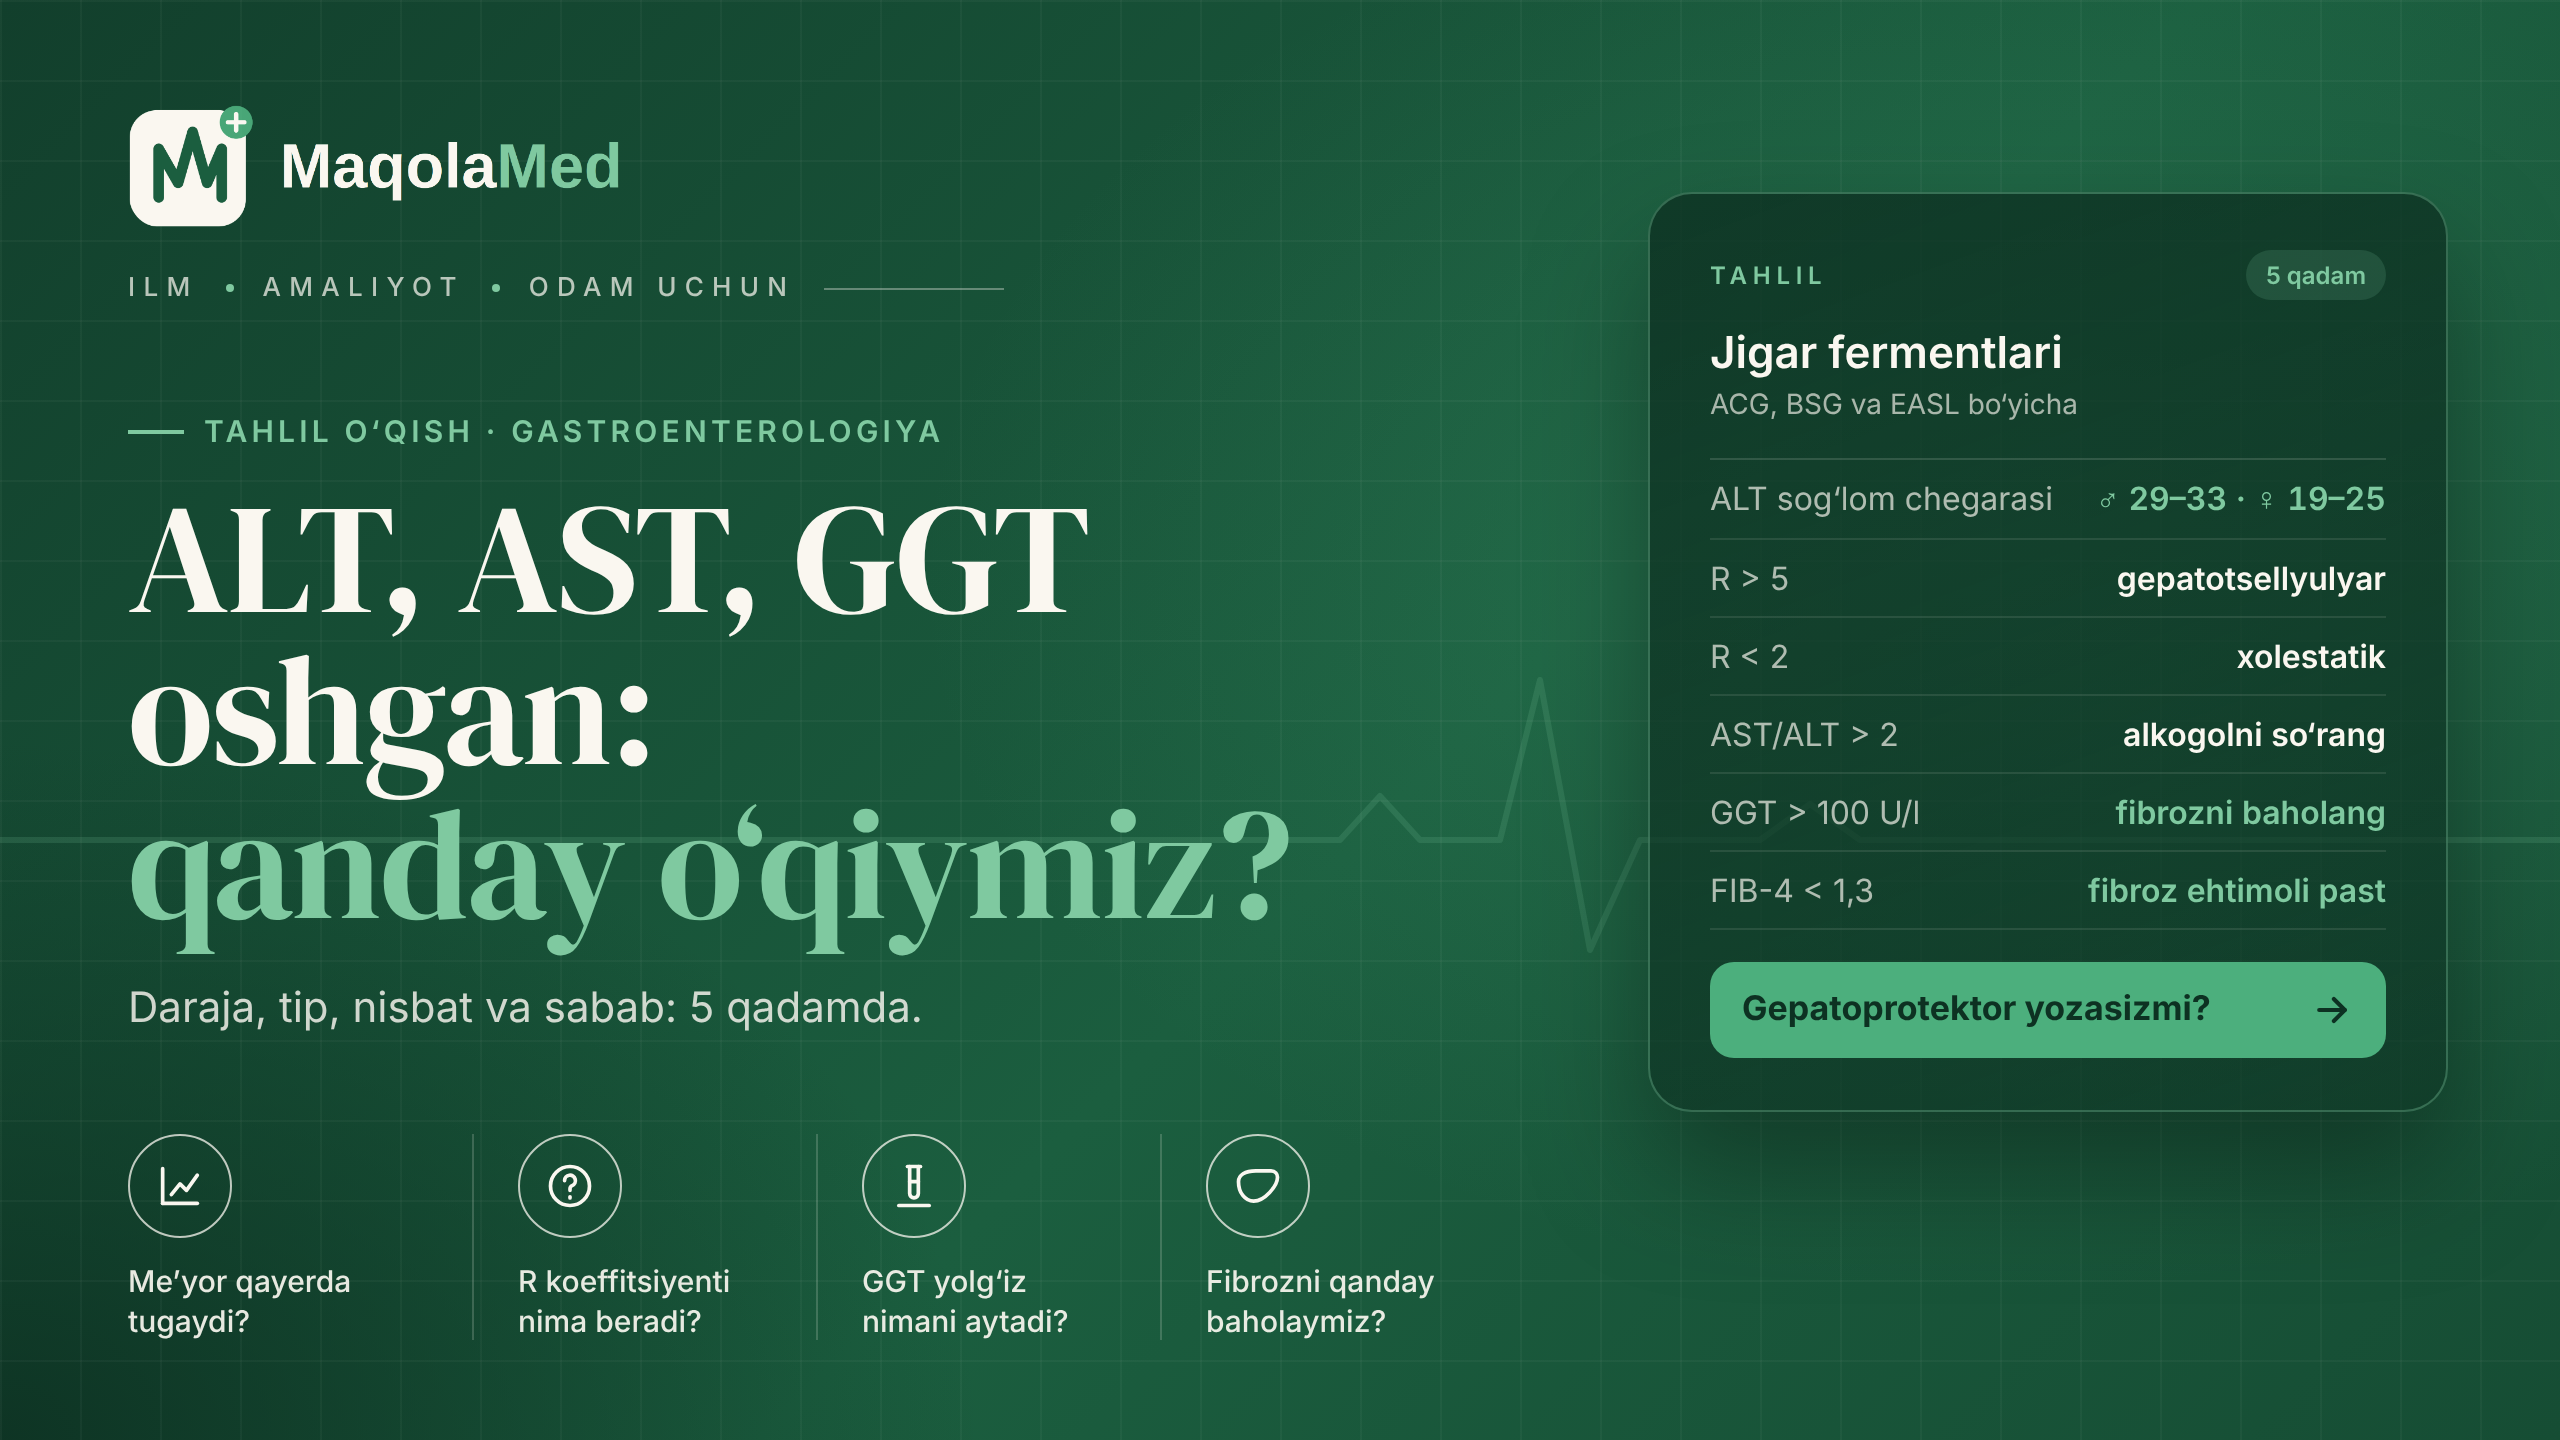 MaqolaMed
ILM • AMALIYOT • ODAM UCHUN
TAHLIL O‘QISH · GASTROENTEROLOGIYA
ALT, AST, GGT
oshgan:
qanday o‘qiymiz?
Daraja, tip, nisbat va sabab: 5 qadamda.
Me’yor qayerda
tugaydi?
R koeffitsiyenti
nima beradi?
GGT yolg‘iz
nimani aytadi?
Fibrozni qanday
baholaymiz?
TAHLIL 5 qadam
Jigar fermentlari
ACG, BSG va EASL bo‘yicha
ALT sog‘lom chegarasi ♂ 29–33 · ♀ 19–25
R > 5 gepatotsellyulyar
R < 2 xolestatik
AST/ALT > 2 alkogolni so‘rang
GGT > 100 U/l fibrozni baholang
FIB-4 < 1,3 fibroz ehtimoli past
Gepatoprotektor yozasizmi? →